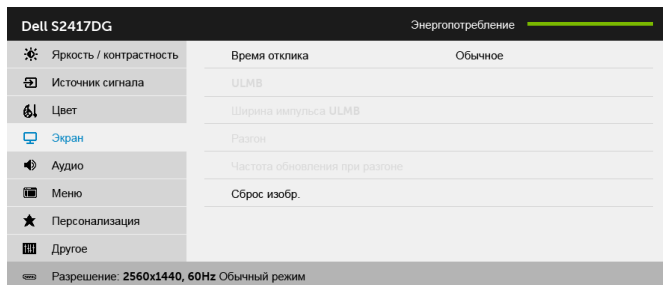 Dell S2417DG Энергопотребление
Яркость / контрастность Время отклика Обычное
Источник сигнала ULMB
Цвет Ширина импульса ULMB
Экран Разгон
Аудио Частота обновления при разгоне
Меню Сброс изобр.
Персонализация
Другое
Разрешение: 2560x1440, 60Hz Обычный режим